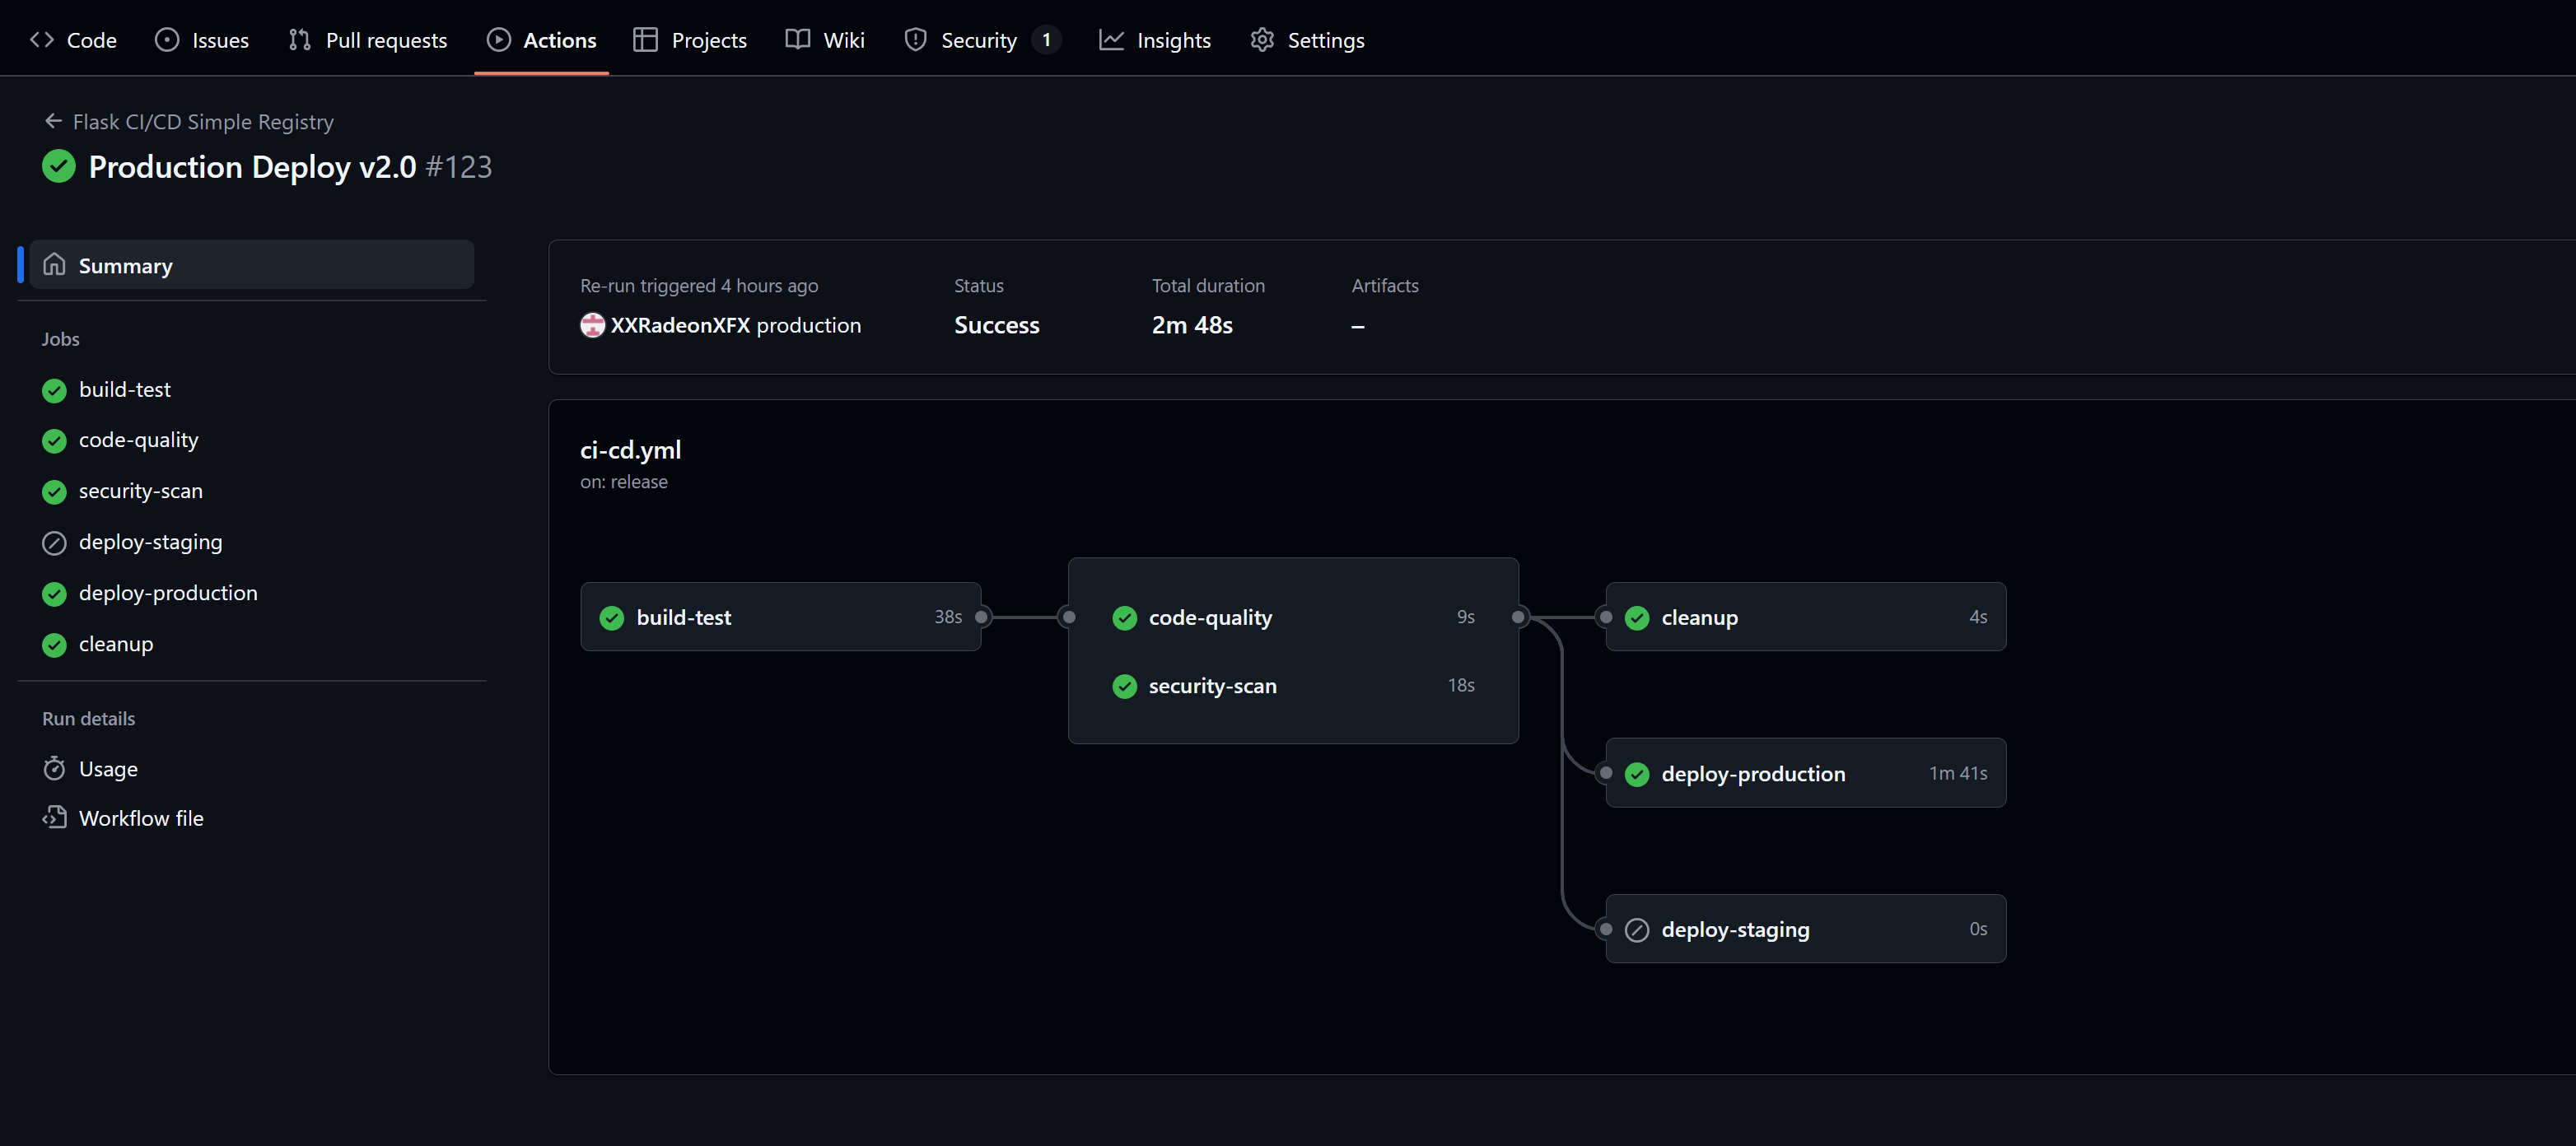 Code Issues Pull requests Actions Projects Wiki Security 1 Insights Settings
Flask CI/CD Simple Registry
Production Deploy v2.0 #123
Summary
Jobs
build-test
code-quality
security-scan
deploy-staging
deploy-production
cleanup
Run details
Usage
Workflow file
Re-run triggered 4 hours ago
XXRadeonXFX production
Status
Success
Total duration
2m 48s
Artifacts
–
ci-cd.yml
on: release
build-test 38s
code-quality 9s
security-scan 18s
cleanup 4s
deploy-production 1m 41s
deploy-staging 0s